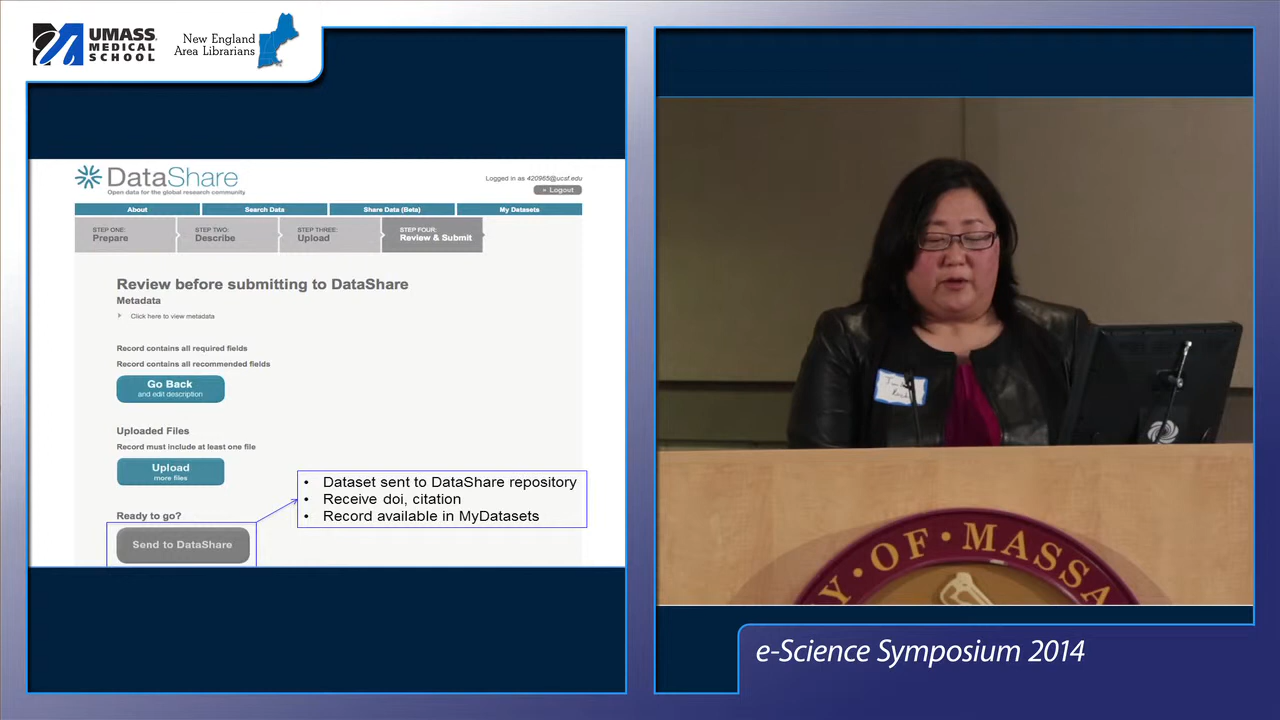 UMASS
MEDICAL
SCHOOL
New England
Area Librarians
DataShare
Open data for the global research community
Logged in as 420965@ucsf.edu
» Logout
About
Search Data
Share Data (Beta)
My Datasets
STEP ONE:
Prepare
STEP TWO:
Describe
STEP THREE:
Upload
STEP FOUR:
Review & Submit
Review before submitting to DataShare
Metadata
Click here to view metadata
Record contains all required fields
Record contains all recommended fields
Go Back
and edit description
Uploaded Files
Record must include at least one file
Upload
more files
• Dataset sent to DataShare repository
• Receive doi, citation
• Record available in MyDatasets
Ready to go?
Send to DataShare
Y • OF • MASSA
e-Science Symposium 2014